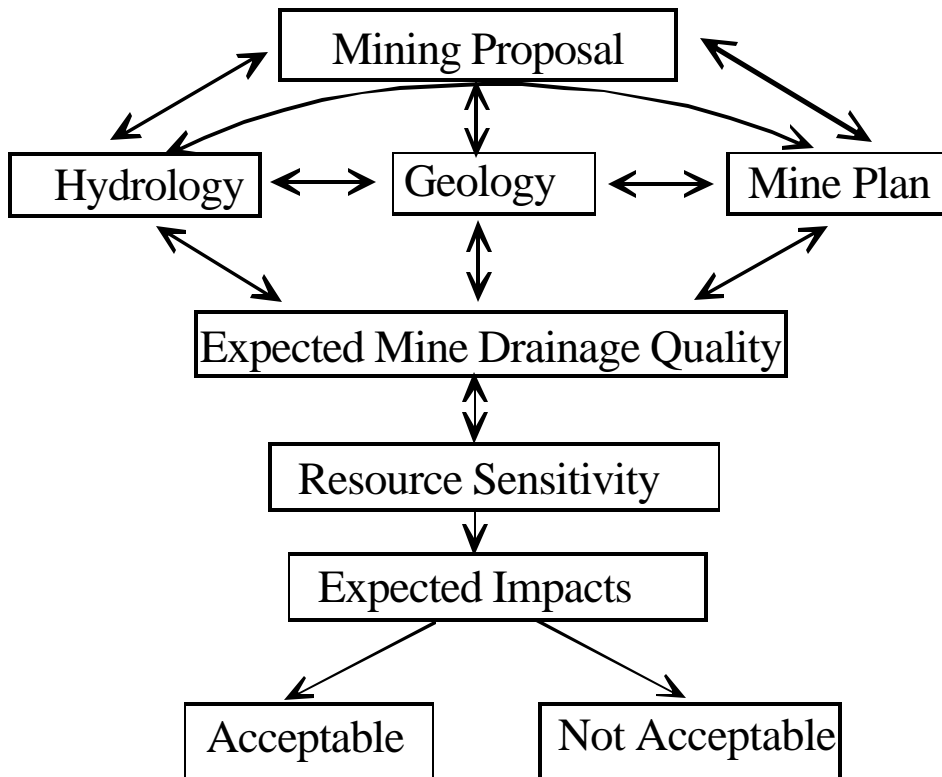 Mining Proposal
Hydrology
Geology
Mine Plan
Expected Mine Drainage Quality
Resource Sensitivity
Expected Impacts
Acceptable
Not Acceptable